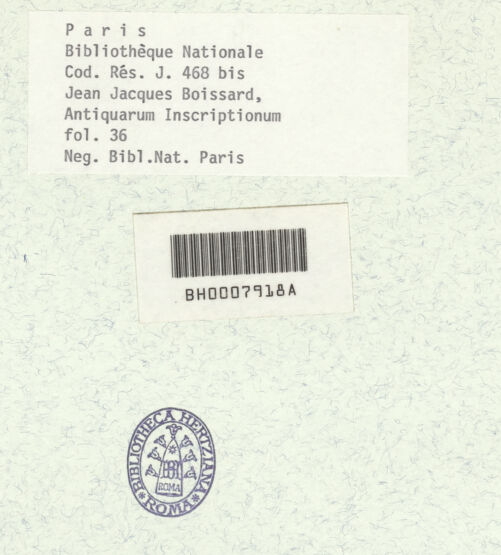 P a r i s
Bibliothêque Nationale
Cod. Rés. J. 468 bis
Jean Jacques Boissard,
Antiquarum Inscriptionum
fol. 36
Neg. Bibl.Nat. Paris
BH0007918A
BIBLIOTHECA HERTZIANA
BH
ROMA
* ROMA *